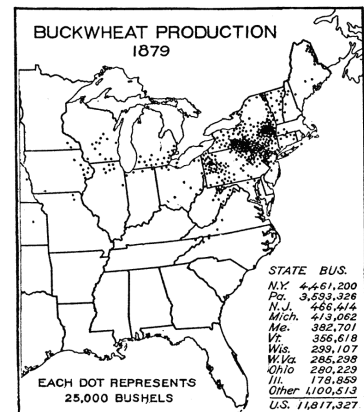 BUCKWHEAT PRODUCTION
1879
STATE BUS.
N.Y. 4,461,200
Pa. 3,593,326
N.J. 466,414
Mich. 413,062
Me. 382,701
Vt. 356,618
Wis. 299,107
W.Va. 285,298
Ohio 280,229
Ill. 178,859
Other 1,100,513
U.S. 11,817,327
EACH DOT REPRESENTS
25,000 BUSHELS